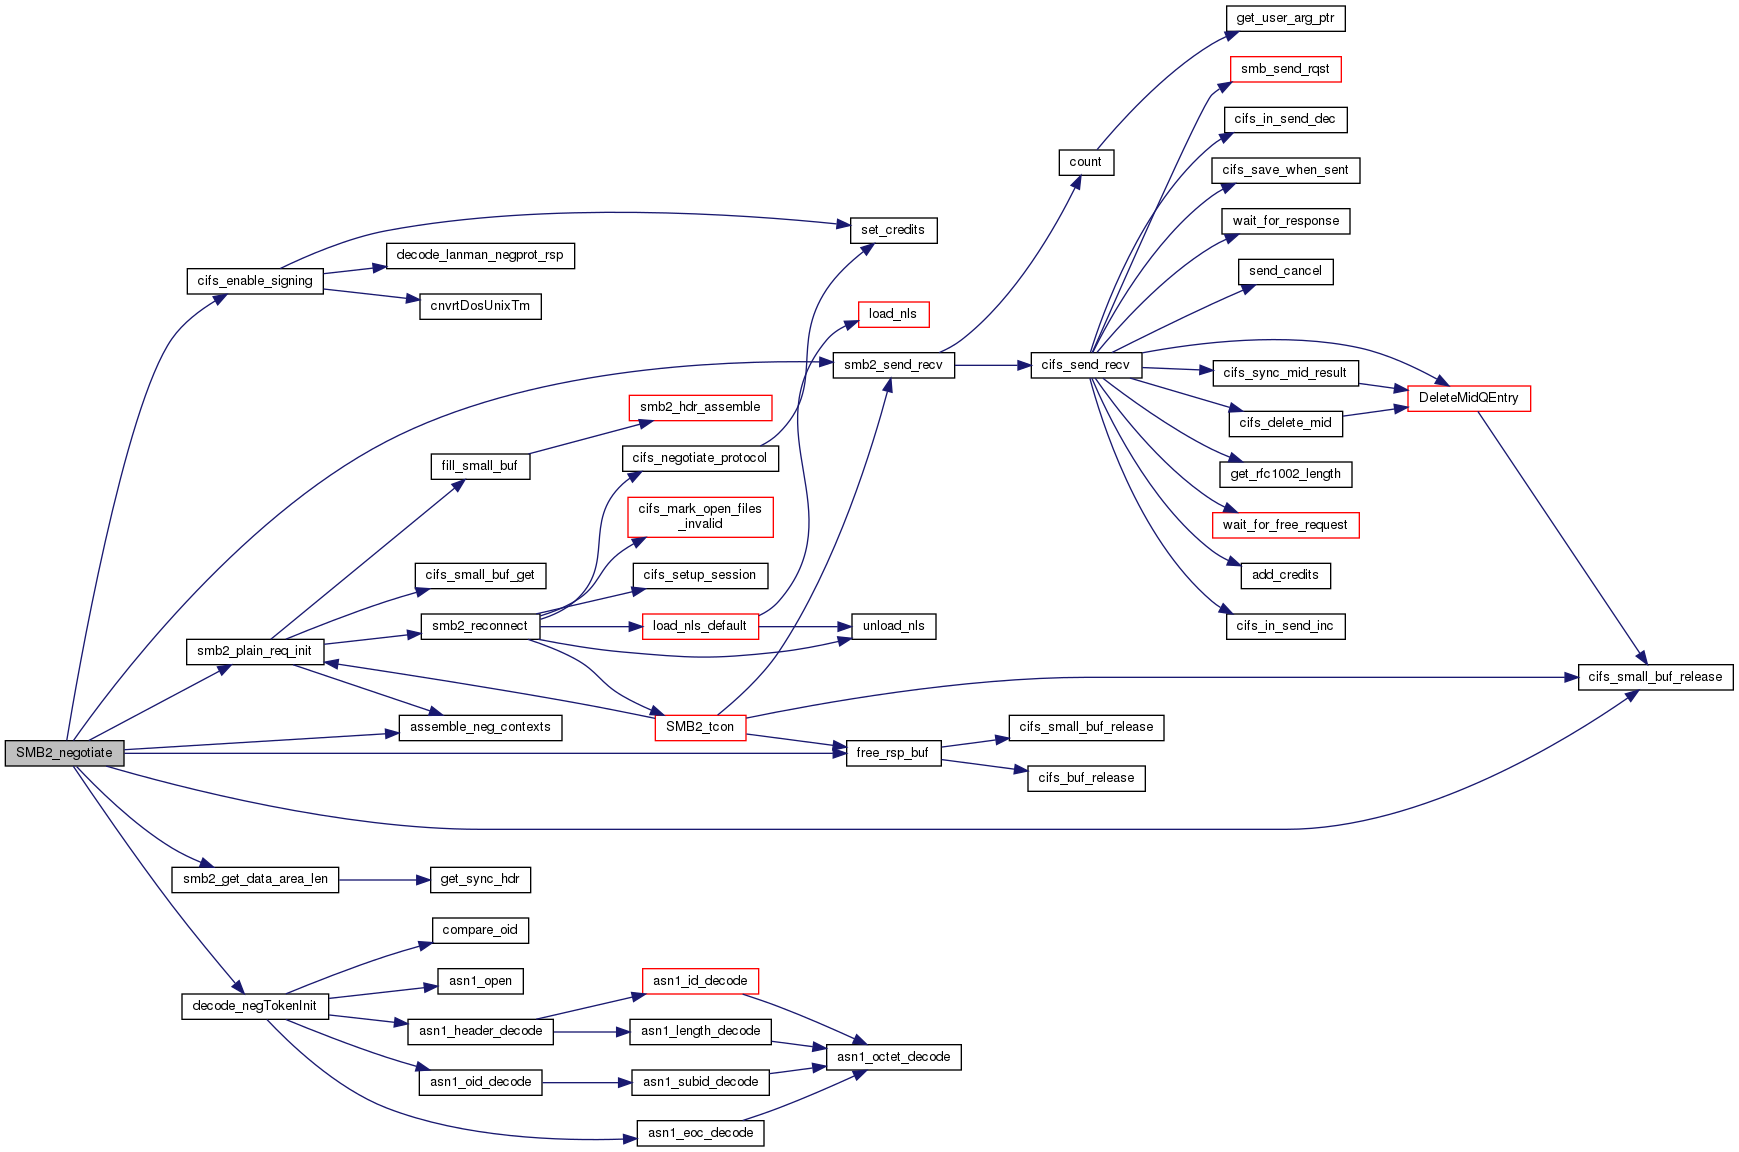 get_user_arg_ptr
smb_send_rqst
cifs_in_send_dec
count
cifs_save_when_sent
wait_for_response
set_credits
decode_lanman_negprot_rsp
send_cancel
cifs_enable_signing
cnvrtDosUnixTm
load_nls
smb2_send_recv
cifs_send_recv
cifs_sync_mid_result
DeleteMidQEntry
smb2_hdr_assemble
cifs_delete_mid
cifs_negotiate_protocol
fill_small_buf
get_rfc1002_length
cifs_mark_open_files
_invalid
wait_for_free_request
cifs_small_buf_get
cifs_setup_session
add_credits
smb2_reconnect
load_nls_default
unload_nls
cifs_in_send_inc
smb2_plain_req_init
cifs_small_buf_release
assemble_neg_contexts
SMB2_tcon
cifs_small_buf_release
SMB2_negotiate
free_rsp_buf
cifs_buf_release
smb2_get_data_area_len
get_sync_hdr
compare_oid
asn1_open
asn1_id_decode
decode_negTokenInit
asn1_header_decode
asn1_length_decode
asn1_octet_decode
asn1_oid_decode
asn1_subid_decode
asn1_eoc_decode